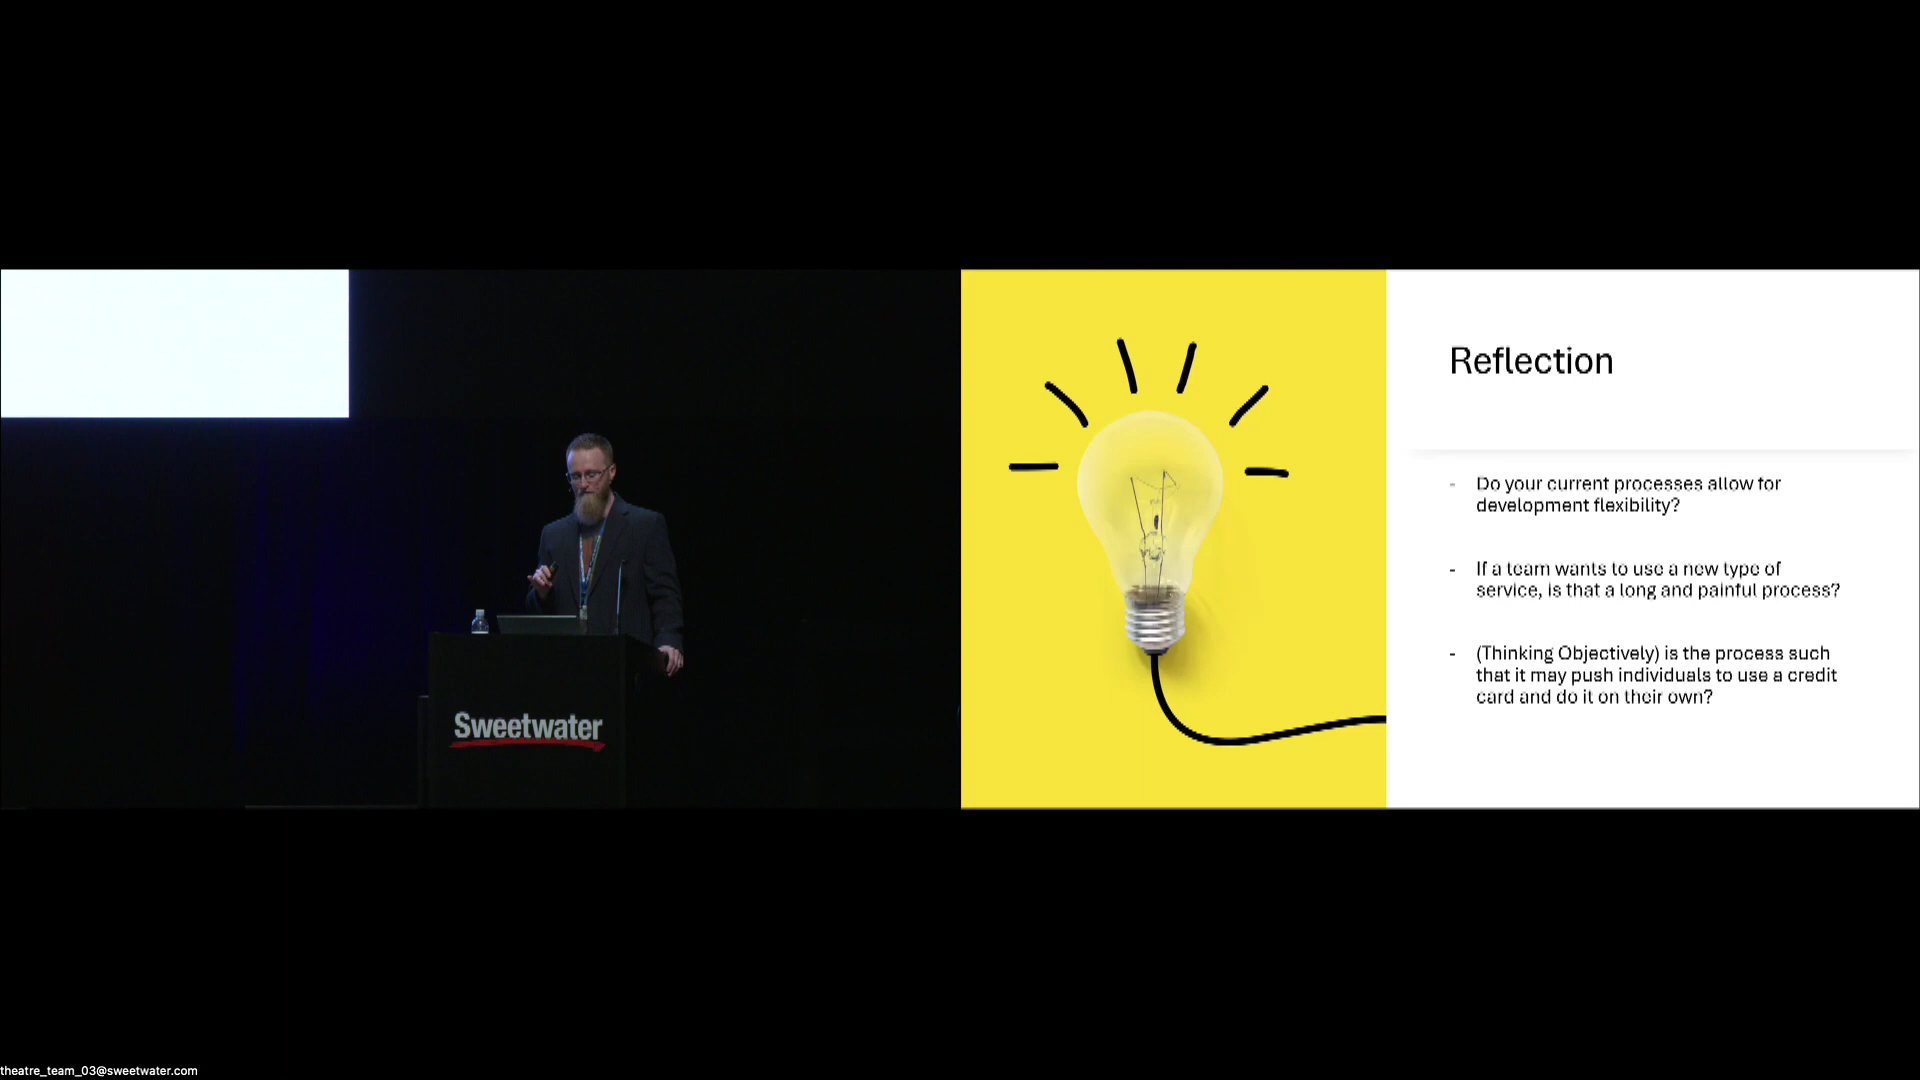 Sweetwater
Reflection
- Do your current processes allow for
development flexibility?
- If a team wants to use a new type of
service, is that a long and painful process?
- (Thinking Objectively) is the process such
that it may push individuals to use a credit
card and do it on their own?
theatre_team_03@sweetwater.com